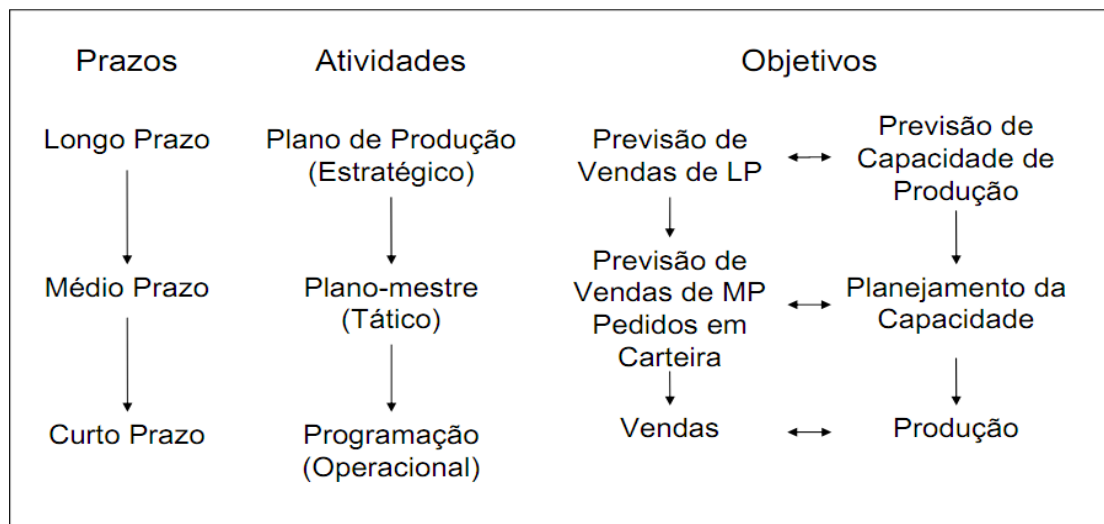 Prazos
Atividades
Objetivos
Longo Prazo
Plano de Produção
(Estratégico)
Previsão de
Vendas de LP
Previsão de
Capacidade de
Produção
Médio Prazo
Plano-mestre
(Tático)
Previsão de
Vendas de MP
Pedidos em
Carteira
Planejamento da
Capacidade
Curto Prazo
Programação
(Operacional)
Vendas
Produção